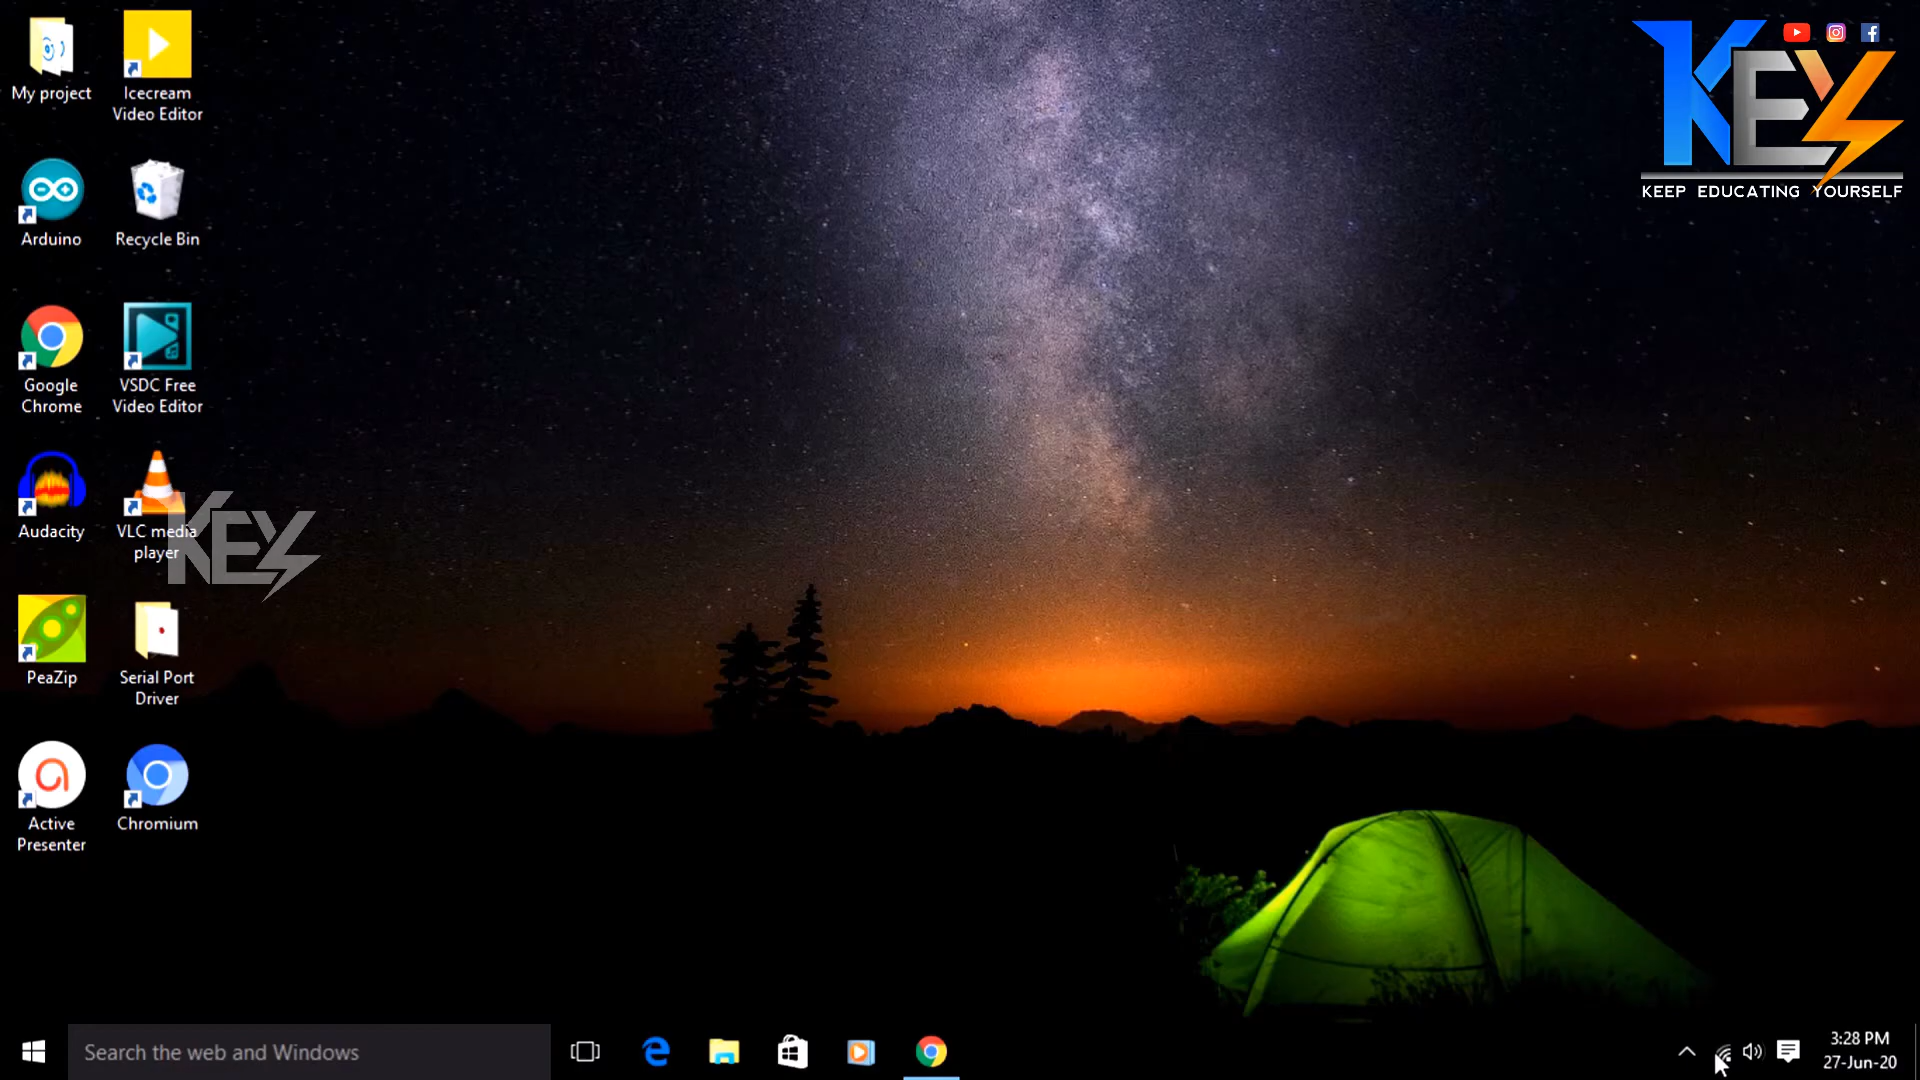 My project
Icecream
Video Editor
Arduino
Recycle Bin
Google
Chrome
VSDC Free
Video Editor
Audacity
VLC media
player
PeaZip
Serial Port
Driver
Active
Presenter
Chromium
KEY
KEY
KEEP EDUCATING YOURSELF
Search the web and Windows
3:28 PM
27-Jun-20